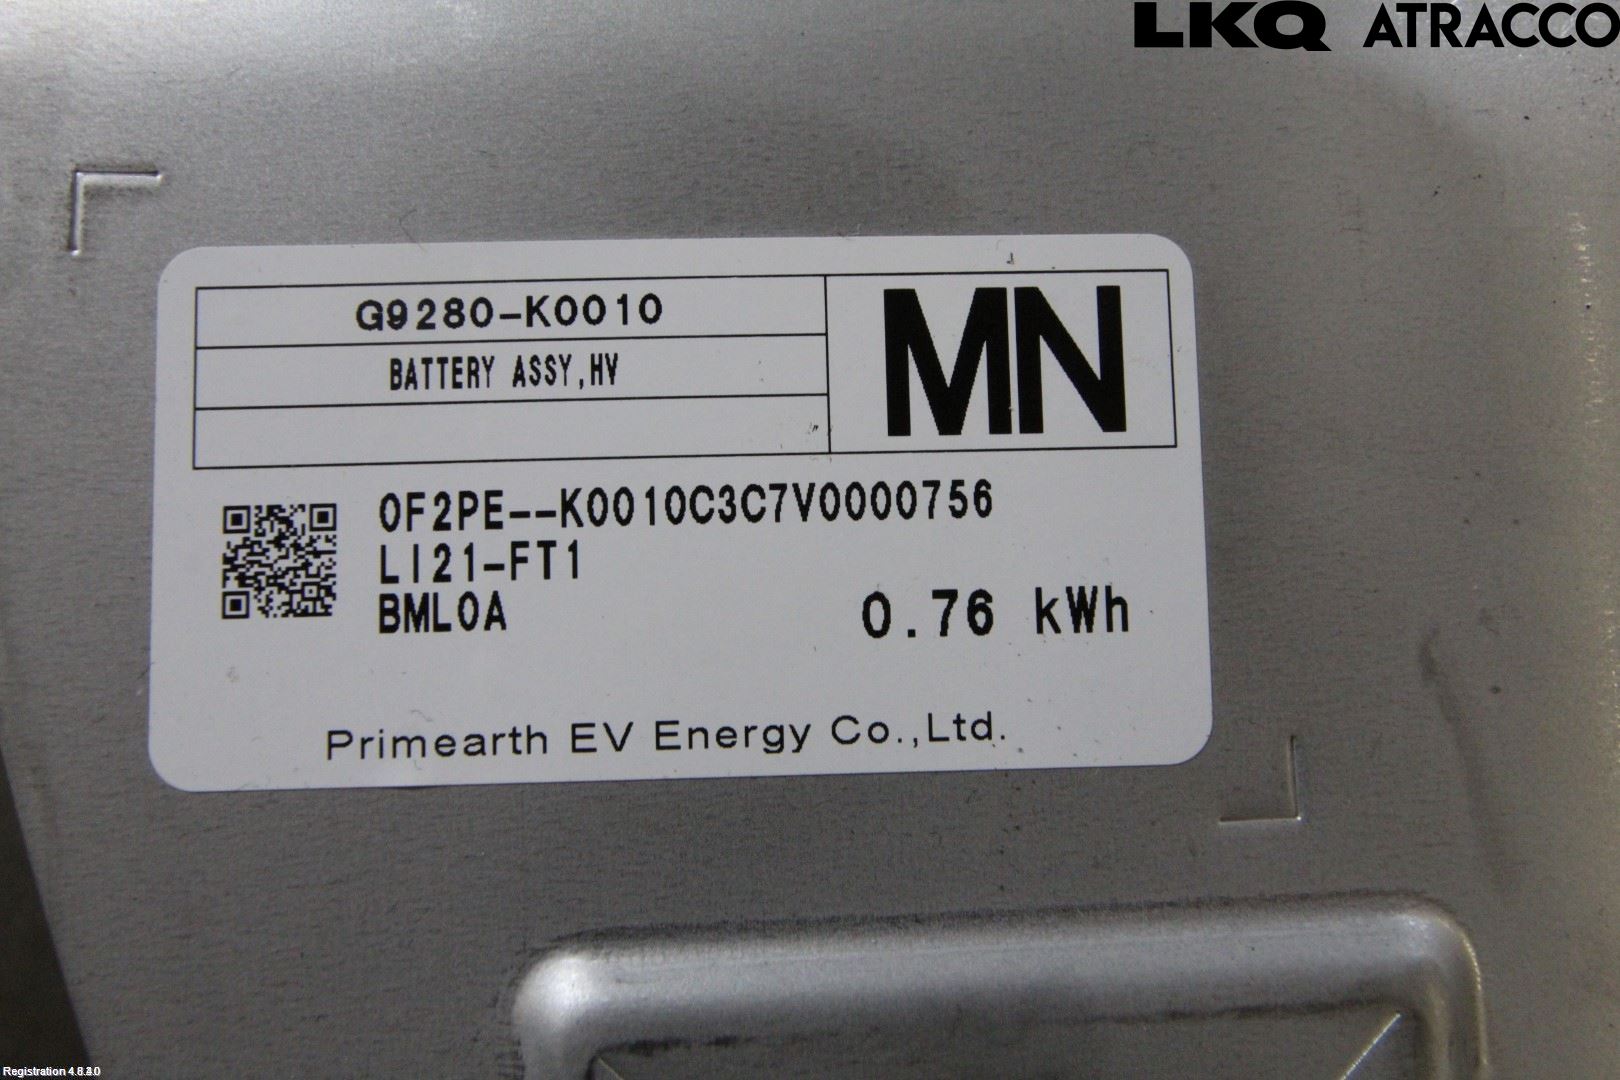 LKQ ATRACCO
G9280-K0010
MN
BATTERY ASSY,HV
0F2PE--K0010C3C7V0000756
LI21-FT1
BML0A
0.76 kWh
Primearth EV Energy Co.,Ltd.
Registration